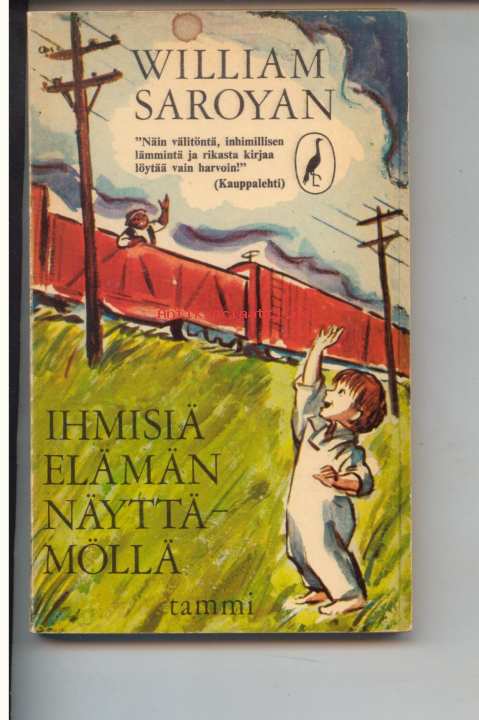 WILLIAM
SAROYAN
"Näin välitöntä, inhimillisen
lämmintä ja rikasta kirjaa
löytää vain harvoin!"
(Kauppalehti)
IHMISIÄ
ELÄMÄN
NÄYTTÄ-
MÖLLÄ
tammi